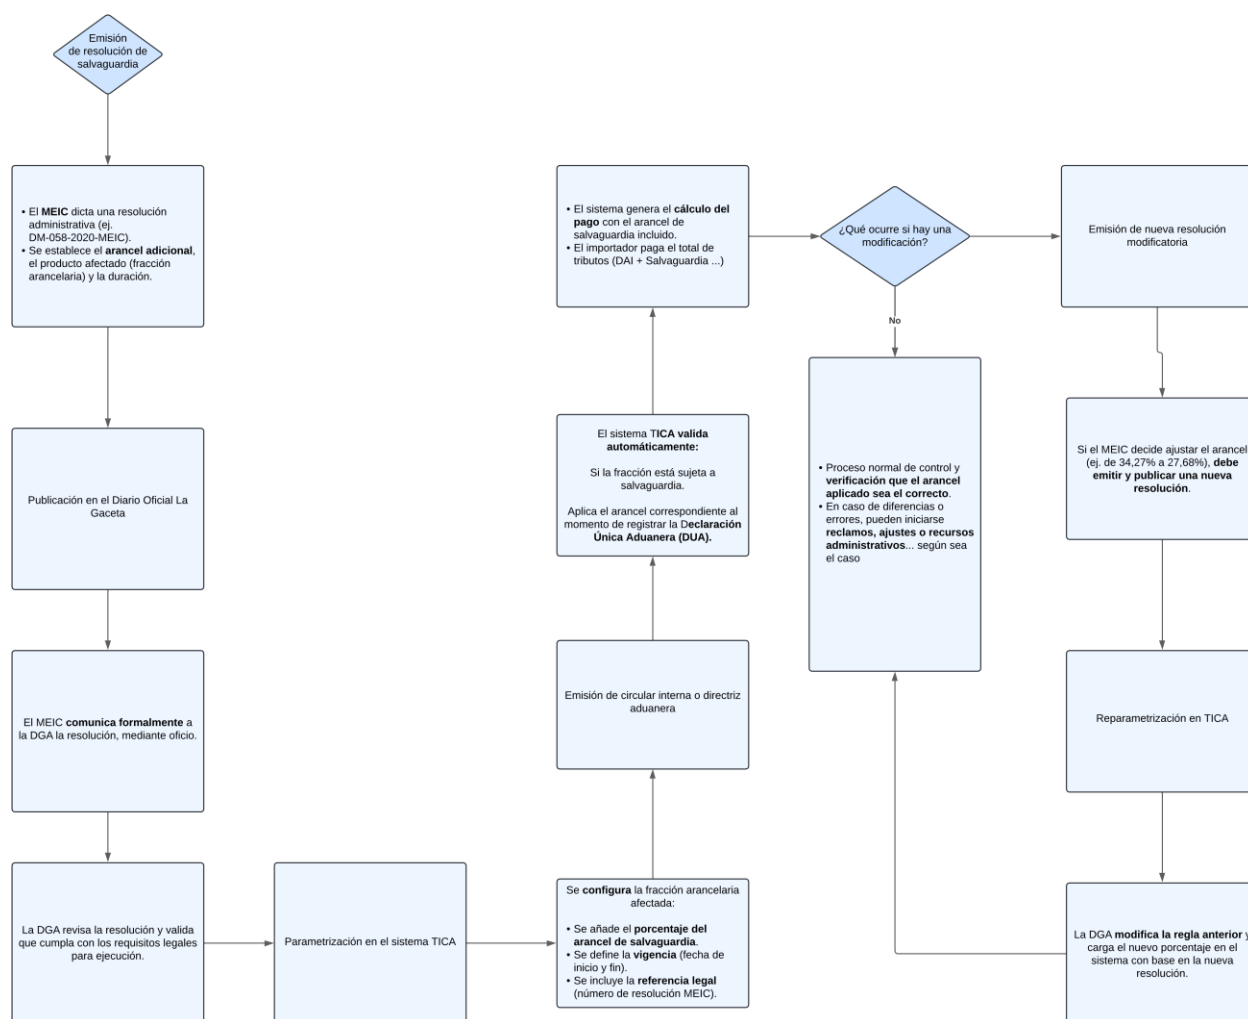 Emisión
de resolución de
salvaguardia
• El MEIC dicta una resolución
administrativa (ej.
DM-058-2020-MEIC).
• Se establece el arancel adicional,
el producto afectado (fracción
arancelaria) y la duración.
Publicación en el Diario Oficial La
Gaceta
El MEIC comunica formalmente a
la DGA la resolución, mediante oficio.
La DGA revisa la resolución y valida
que cumpla con los requisitos legales
para ejecución.
Parametrización en el sistema TICA
Se configura la fracción arancelaria
afectada:
• Se añade el porcentaje del
arancel de salvaguardia.
• Se define la vigencia (fecha de
inicio y fin).
• Se incluye la referencia legal
(número de resolución MEIC).
Emisión de circular interna o directriz
aduanera
El sistema TICA valida
automáticamente:
Si la fracción está sujeta a
salvaguardia.
Aplica el arancel correspondiente al
momento de registrar la Declaración
Única Aduanera (DUA).
• El sistema genera el cálculo del
pago con el arancel de
salvaguardia incluido.
• El importador paga el total de
tributos (DAI + Salvaguardia ...)
¿Qué ocurre si hay una
modificación?
No
• Proceso normal de control y
verificación que el arancel
aplicado sea el correcto.
• En caso de diferencias o
errores, pueden iniciarse
reclamos, ajustes o recursos
administrativos... según sea
el caso
Emisión de nueva resolución
modificatoria
Si el MEIC decide ajustar el arancel
(ej. de 34,27% a 27,68%), debe
emitir y publicar una nueva
resolución.
Reparametrización en TICA
La DGA modifica la regla anterior y
carga el nuevo porcentaje en el
sistema con base en la nueva
resolución.